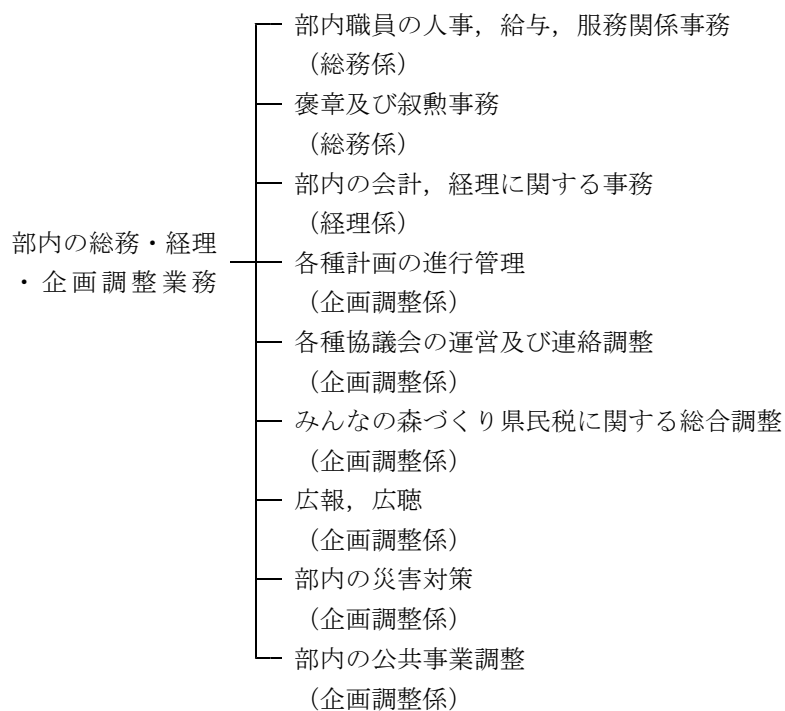 部内職員の人事，給与，服務関係事務
（総務係）
褒章及び叙勲事務
（総務係）
部内の会計，経理に関する事務
（経理係）
部内の総務・経理
・企画調整業務
各種計画の進行管理
（企画調整係）
各種協議会の運営及び連絡調整
（企画調整係）
みんなの森づくり県民税に関する総合調整
（企画調整係）
広報，広聴
（企画調整係）
部内の災害対策
（企画調整係）
部内の公共事業調整
（企画調整係）